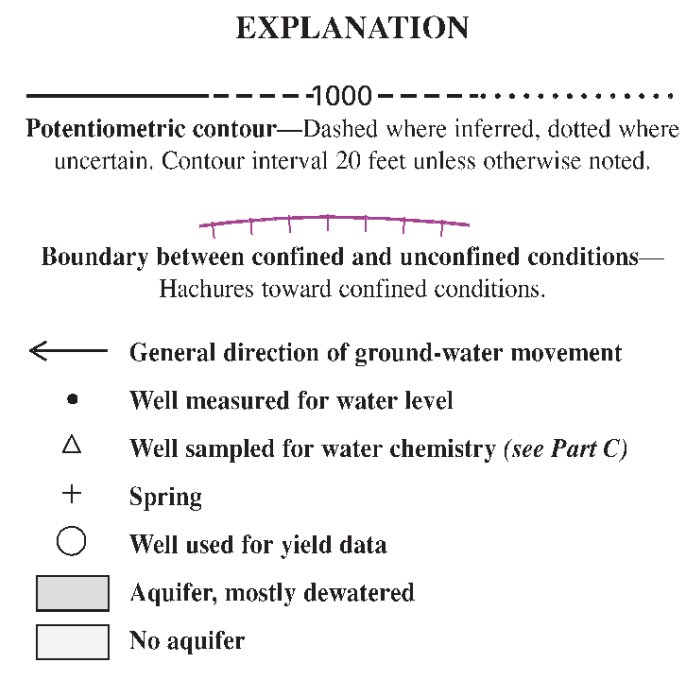 EXPLANATION
1000
Potentiometric contour—Dashed where inferred, dotted where
uncertain. Contour interval 20 feet unless otherwise noted.
Boundary between confined and unconfined conditions—
Hachures toward confined conditions.
General direction of ground-water movement
Well measured for water level
Well sampled for water chemistry (see Part C)
Spring
Well used for yield data
Aquifer, mostly dewatered
No aquifer